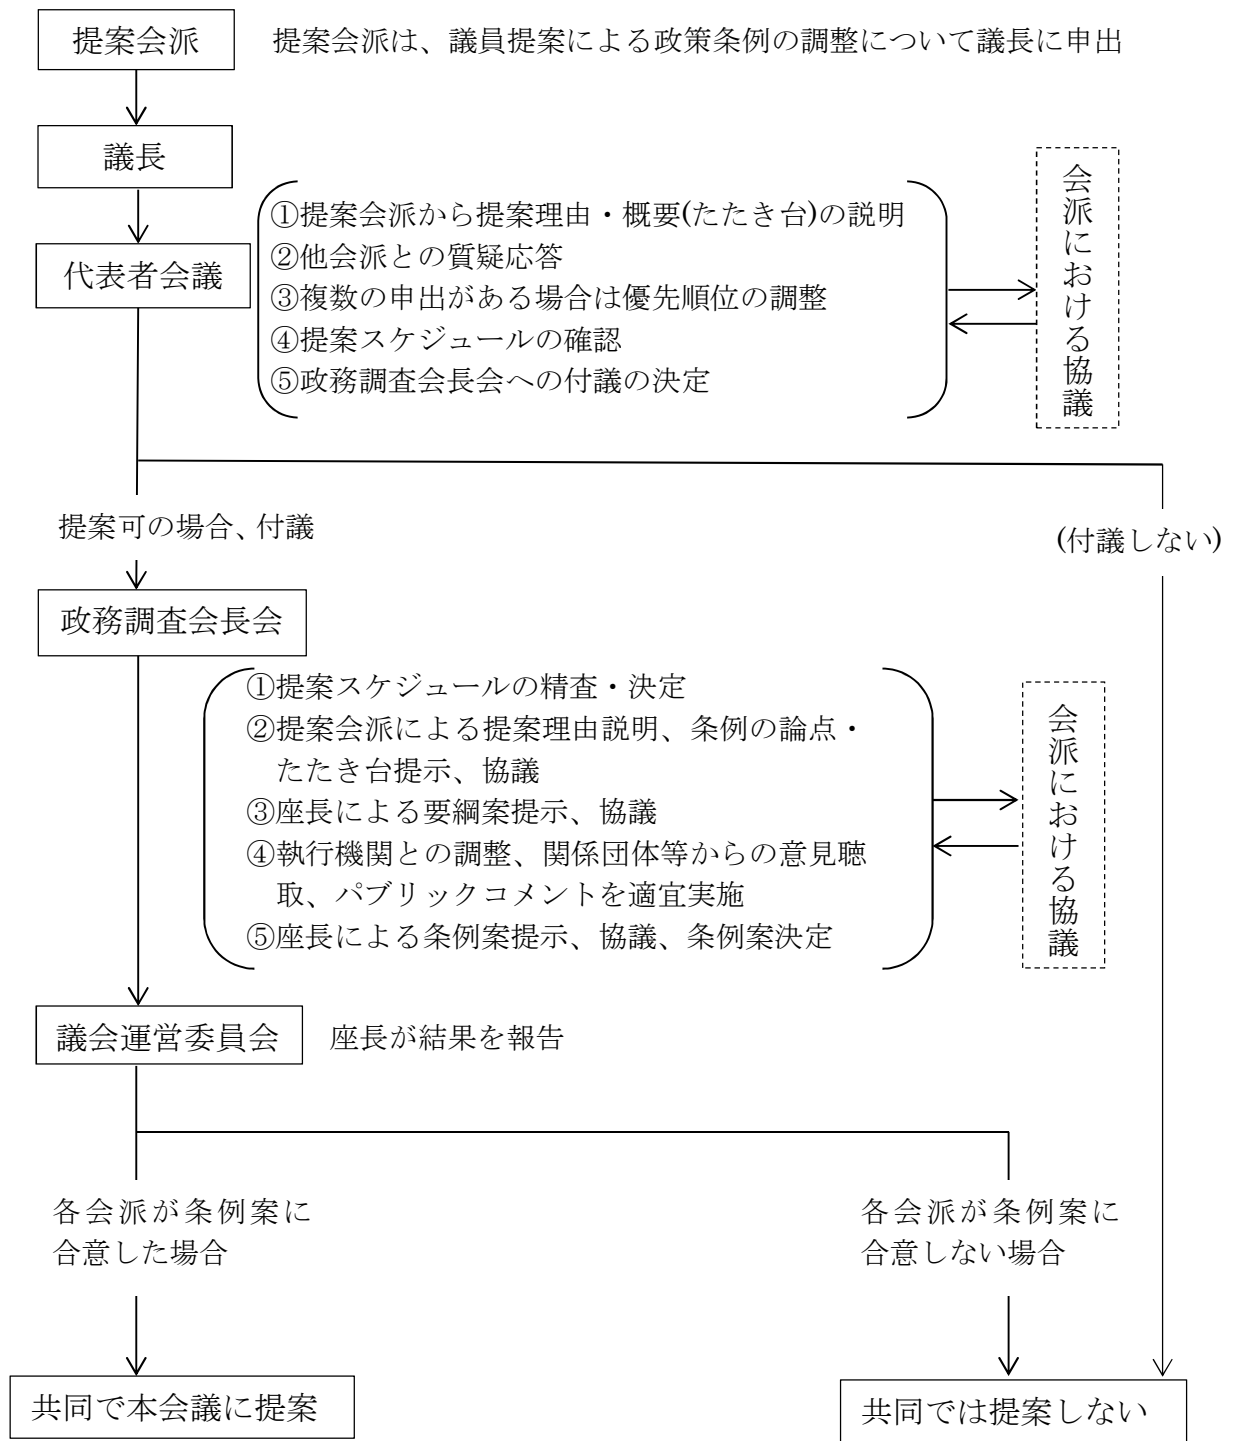 提案会派
提案会派は、議員提案による政策条例の調整について議長に申出
議長
代表者会議
①提案会派から提案理由・概要(たたき台)の説明
②他会派との質疑応答
③複数の申出がある場合は優先順位の調整
④提案スケジュールの確認
⑤政務調査会長会への付議の決定
会派における協議
提案可の場合、付議
(付議しない)
政務調査会長会
①提案スケジュールの精査・決定
②提案会派による提案理由説明、条例の論点・
たたき台提示、協議
③座長による要綱案提示、協議
④執行機関との調整、関係団体等からの意見聴
取、パブリックコメントを適宜実施
⑤座長による条例案提示、協議、条例案決定
会派における協議
議会運営委員会
座長が結果を報告
各会派が条例案に
合意した場合
各会派が条例案に
合意しない場合
共同で本会議に提案
共同では提案しない